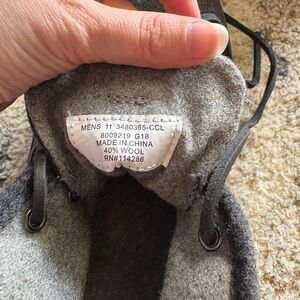 MENS 11 3480365-CCL
8009219 G18
MADE IN CHINA
40% WOOL
RN#114286